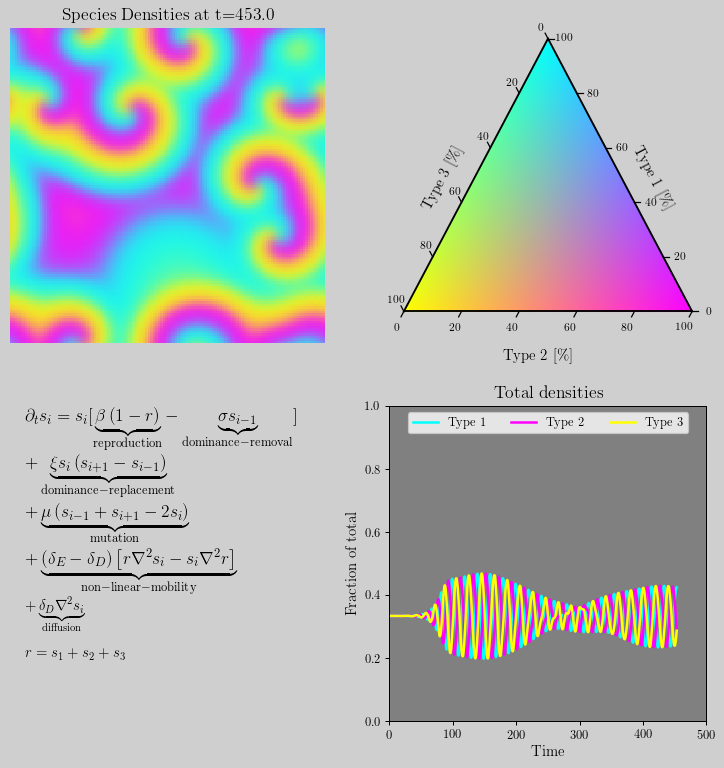 Species Densities at t=453.0
0
100
20
80
40
60
Type 3 [%]
Type 1 [%]
60
40
80
20
100
0
0
20
40
60
80
100
Type 2 [%]
∂ₜsᵢ = sᵢ[β (1 − r) − σsᵢ₋₁ ]
reproduction dominance−removal
+ ξsᵢ (sᵢ₊₁ − sᵢ₋₁)
dominance−replacement
+ μ (sᵢ₋₁ + sᵢ₊₁ − 2sᵢ)
mutation
+ (δ_E − δ_D) [r∇²sᵢ − sᵢ∇²r]
non−linear−mobility
+ δ_D∇²sᵢ
diffusion
r = s₁ + s₂ + s₃
Total densities
Type 1 Type 2 Type 3
1.0
0.8
0.6
0.4
0.2
0.0
Fraction of total
0 100 200 300 400 500
Time